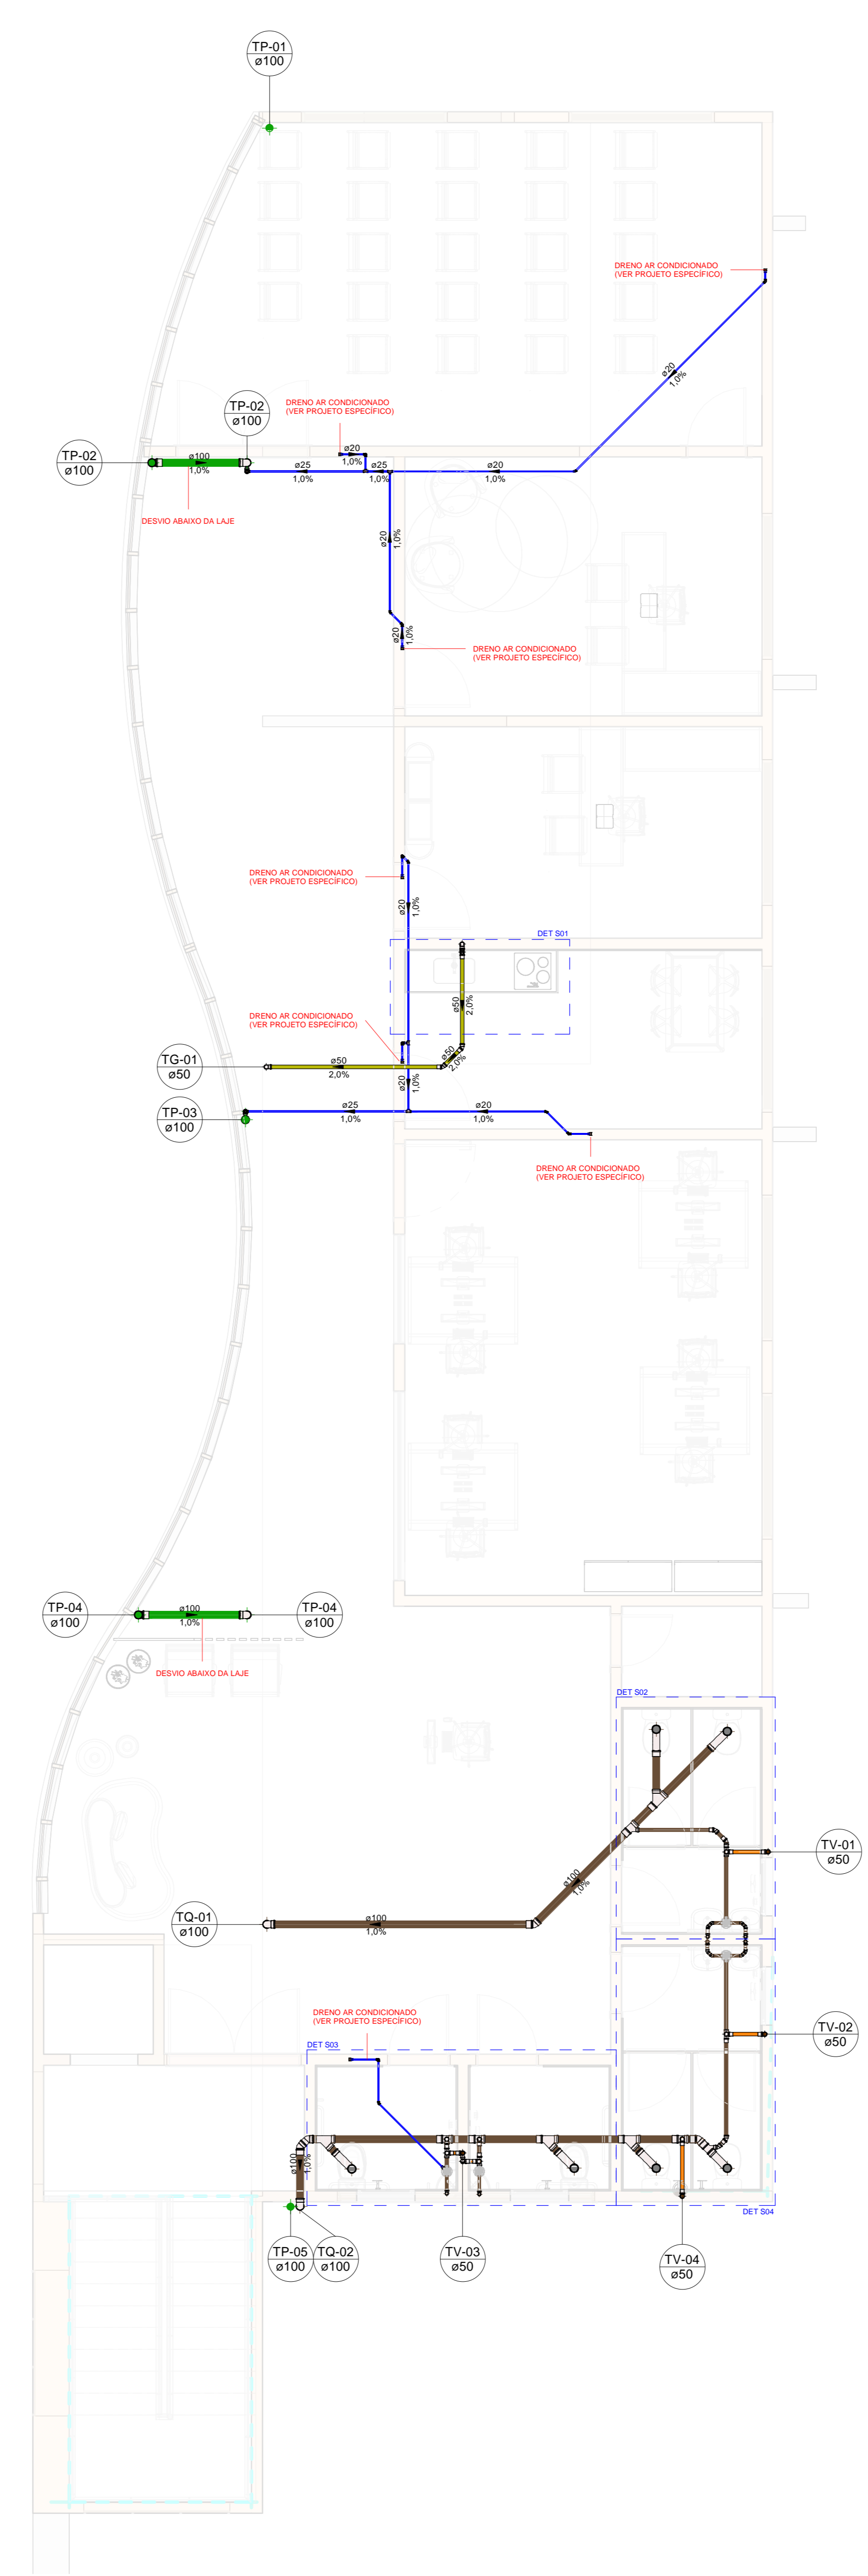 TP-01
ø100
DRENO AR CONDICIONADO
(VER PROJETO ESPECÍFICO)
ø20
1,0%
TP-02
ø100
DRENO AR CONDICIONADO
(VER PROJETO ESPECÍFICO)
TP-02
ø100
ø100
1,0%
ø20
1,0%
ø25
1,0%
ø25
1,0%
ø20
1,0%
DESVIO ABAIXO DA LAJE
ø20
1,0%
ø20
1,0%
DRENO AR CONDICIONADO
(VER PROJETO ESPECÍFICO)
DRENO AR CONDICIONADO
(VER PROJETO ESPECÍFICO)
ø20
1,0%
DET S01
ø50
2,0%
DRENO AR CONDICIONADO
(VER PROJETO ESPECÍFICO)
TG-01
ø50
ø50
2,0%
ø50
2,0%
ø20
1,0%
TP-03
ø100
ø25
1,0%
ø20
1,0%
DRENO AR CONDICIONADO
(VER PROJETO ESPECÍFICO)
TP-04
ø100
ø100
1,0%
TP-04
ø100
DESVIO ABAIXO DA LAJE
DET S02
TV-01
ø50
ø100
1,0%
TQ-01
ø100
ø100
1,0%
DRENO AR CONDICIONADO
(VER PROJETO ESPECÍFICO)
TV-02
ø50
DET S03
ø100
1,0%
DET S04
TP-05
ø100
TQ-02
ø100
TV-03
ø50
TV-04
ø50